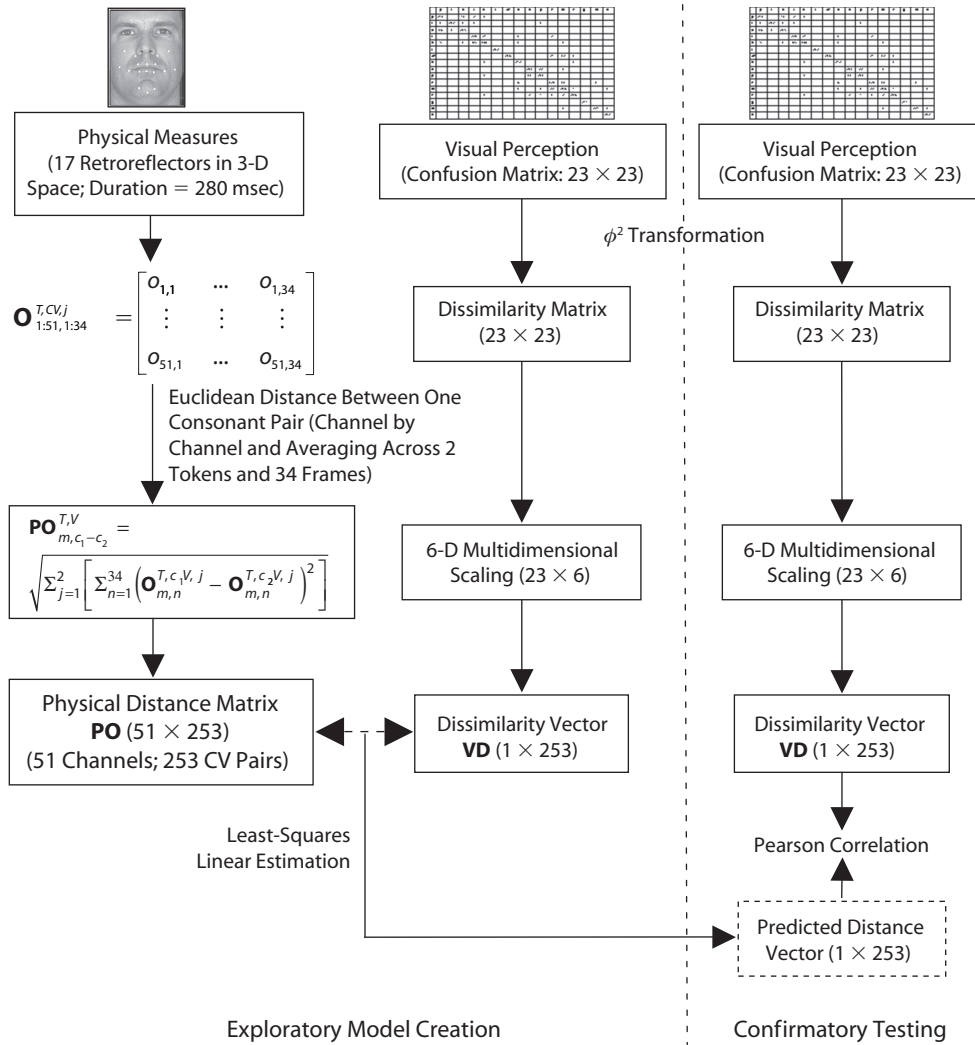 Physical Measures
(17 Retroreflectors in 3-D
Space; Duration = 280 msec)
O^{T,CV,j}_{1:51,1:34} = [O_{1,1} ... O_{1,34}
⋮ ⋮ ⋮
O_{51,1} ... O_{51,34}]
Euclidean Distance Between One
Consonant Pair (Channel by
Channel and Averaging Across 2
Tokens and 34 Frames)
PO^{T,V}_{m,c₁−c₂} =
√Σ^{2}_{j=1}[Σ^{34}_{n=1}(O^{T,c₁V,j}_{m,n} − O^{T,c₂V,j}_{m,n})²]
Physical Distance Matrix
PO (51 × 253)
(51 Channels; 253 CV Pairs)
Visual Perception
(Confusion Matrix: 23 × 23)
ϕ² Transformation
Dissimilarity Matrix
(23 × 23)
6-D Multidimensional
Scaling (23 × 6)
Dissimilarity Vector
VD (1 × 253)
Least-Squares
Linear Estimation
Exploratory Model Creation
Visual Perception
(Confusion Matrix: 23 × 23)
Dissimilarity Matrix
(23 × 23)
6-D Multidimensional
Scaling (23 × 6)
Dissimilarity Vector
VD (1 × 253)
Pearson Correlation
Predicted Distance
Vector (1 × 253)
Confirmatory Testing